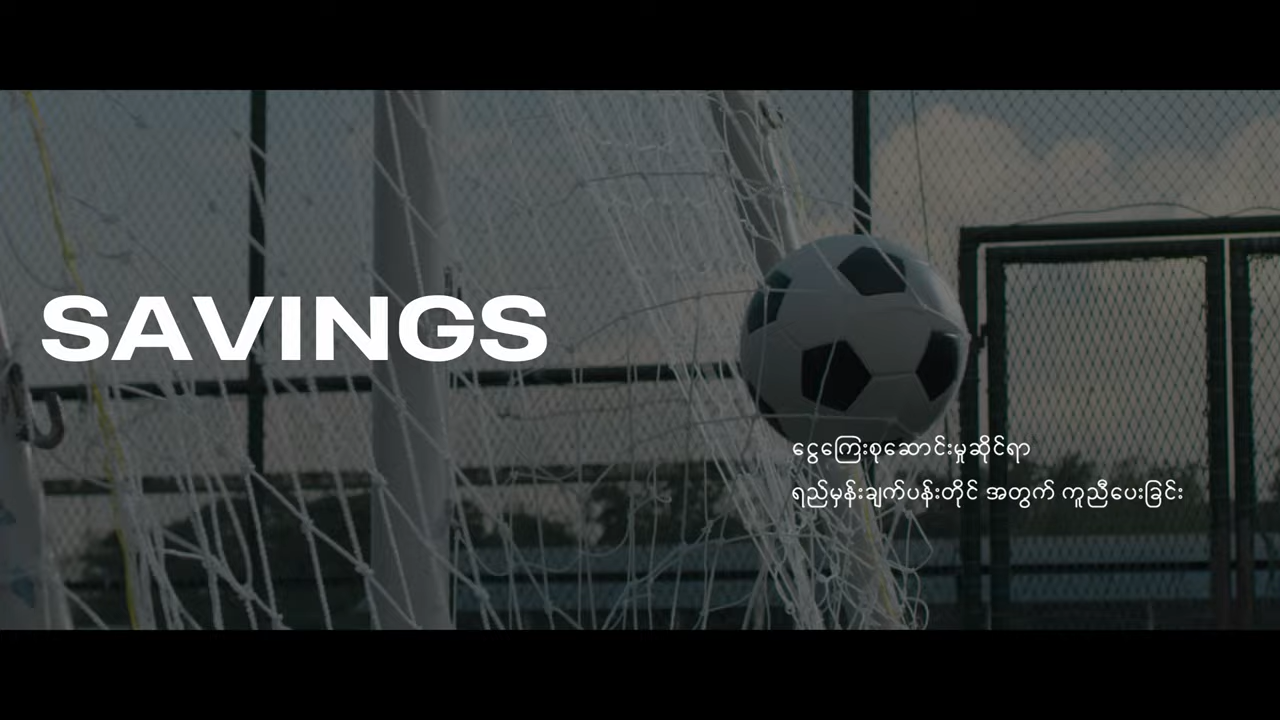 SAVINGS
ငွေကြေးစုဆောင်းမှုဆိုင်ရာ
ရည်မှန်းချက်ပန်းတိုင် အတွက် ကူညီပေးခြင်း